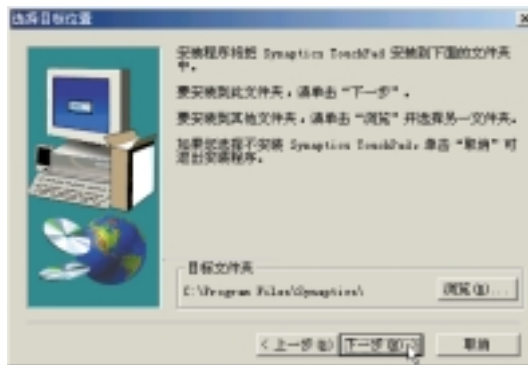 选择目标位置
安装程序将把 Synaptics TouchPad 安装到下面的文件夹
中。
要安装到此文件夹，请单击“下一步”。
要安装到其他文件夹，请单击“浏览”并选择另一文件夹。
如果您选择不安装 Synaptics TouchPad，单击“取消”可
退出安装程序。
目标文件夹
C:\Program Files\Synaptics\
浏览(R)...
< 上一步(B)
下一步(N) >
取消